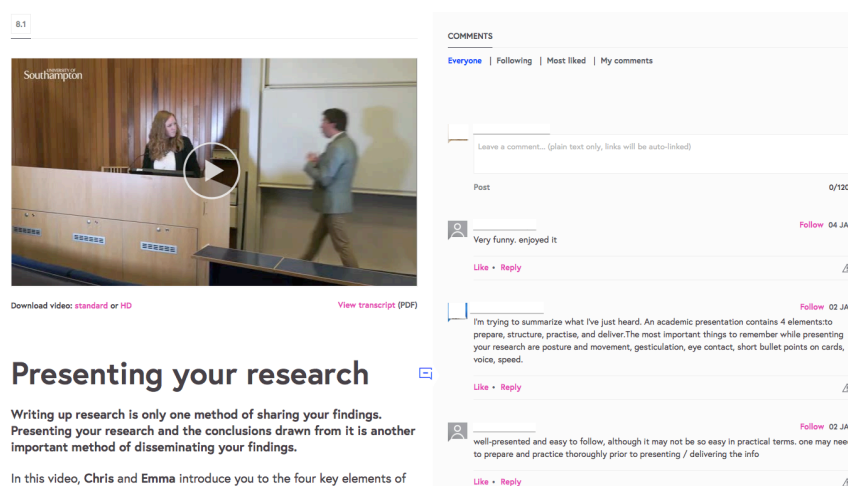 8.1
UNIVERSITY OF
Southampton
Download video: standard or HD
View transcript (PDF)
Presenting your research
Writing up research is only one method of sharing your findings.
Presenting your research and the conclusions drawn from it is another
important method of disseminating your findings.
In this video, Chris and Emma introduce you to the four key elements of
COMMENTS
Everyone | Following | Most liked | My comments
Leave a comment... (plain text only, links will be auto-linked)
Post
0/120
Follow 04 JA
Very funny. enjoyed it
Like • Reply
Follow 02 JA
I'm trying to summarize what I've just heard. An academic presentation contains 4 elements:to
prepare, structure, practise, and deliver.The most important things to remember while presenting
your research are posture and movement, gesticulation, eye contact, short bullet points on cards,
voice, speed.
Like • Reply
Follow 02 JA
well-presented and easy to follow, although it may not be so easy in practical terms. one may nee
to prepare and practice thoroughly prior to presenting / delivering the info
Like • Reply